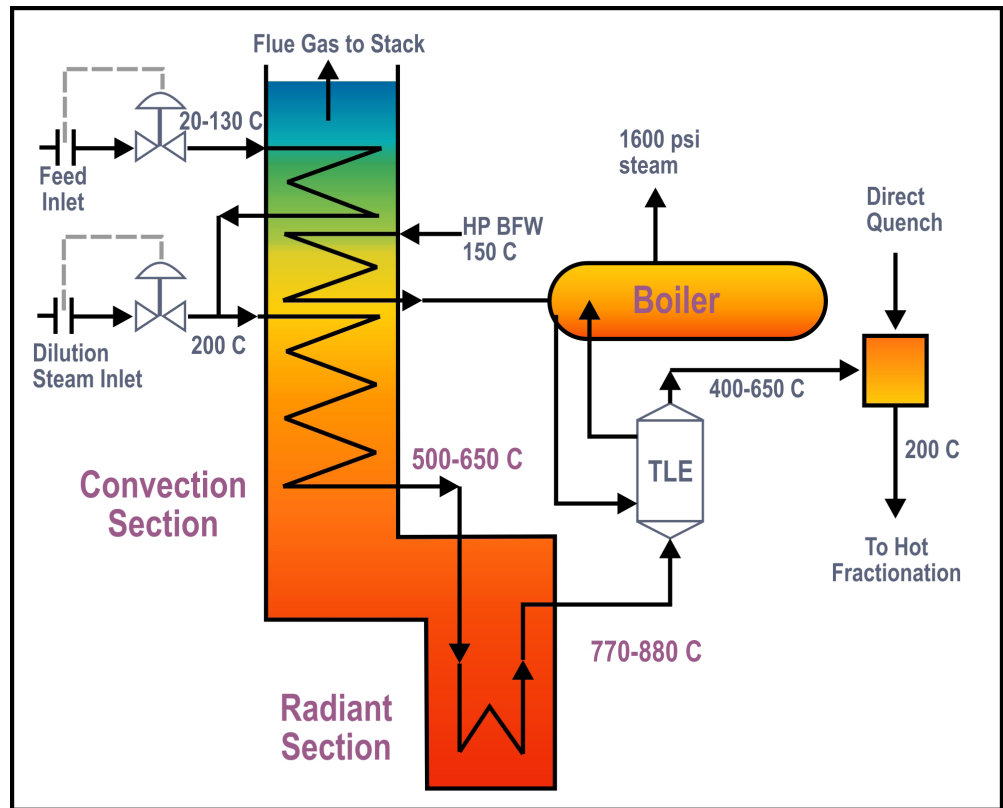 Flue Gas to Stack
20-130 C
Feed
Inlet
HP BFW
150 C
1600 psi
steam
Direct
Quench
Boiler
200 C
Dilution
Steam Inlet
400-650 C
500-650 C
TLE
200 C
Convection
Section
To Hot
Fractionation
770-880 C
Radiant
Section